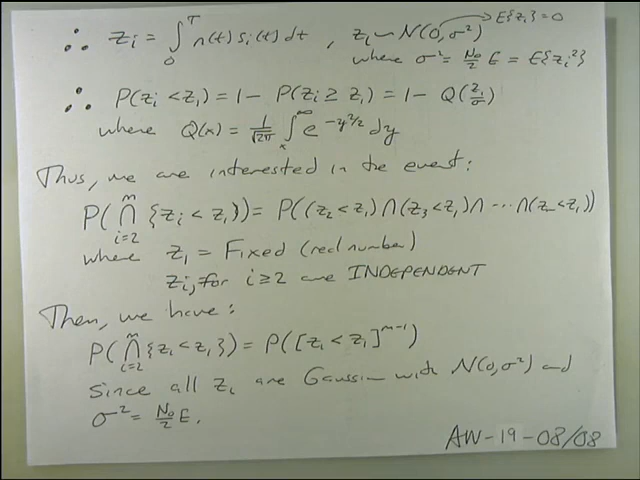 ∴ z_i = ∫_0^T n(t) s_i(t) dt , z_i ~ N(0, σ²) → E{z_i} = 0
where σ² = N_0/2 E = E{z_i²}
∴ P(z_i < z_1) = 1 - P(z_i ≥ z_1) = 1 - Q(z_1/σ)
where Q(x) = 1/√2π ∫_x^∞ e^{-y²/2} dy
Thus, we are interested in the event:
P(∩_{i=2}^m {z_i < z_1}) = P((z_2 < z_1) ∩ (z_3 < z_1) ∩ ... ∩ (z_m < z_1))
where z_1 = Fixed (real number)
z_i, for i ≥ 2 are INDEPENDENT
Then, we have:
P(∩_{i=2}^m {z_i < z_1}) = P([z_i < z_1]^{m-1})
Since all z_i are Gaussian with N(0, σ²) and
σ² = N_0/2 E.
AW-19-08/08